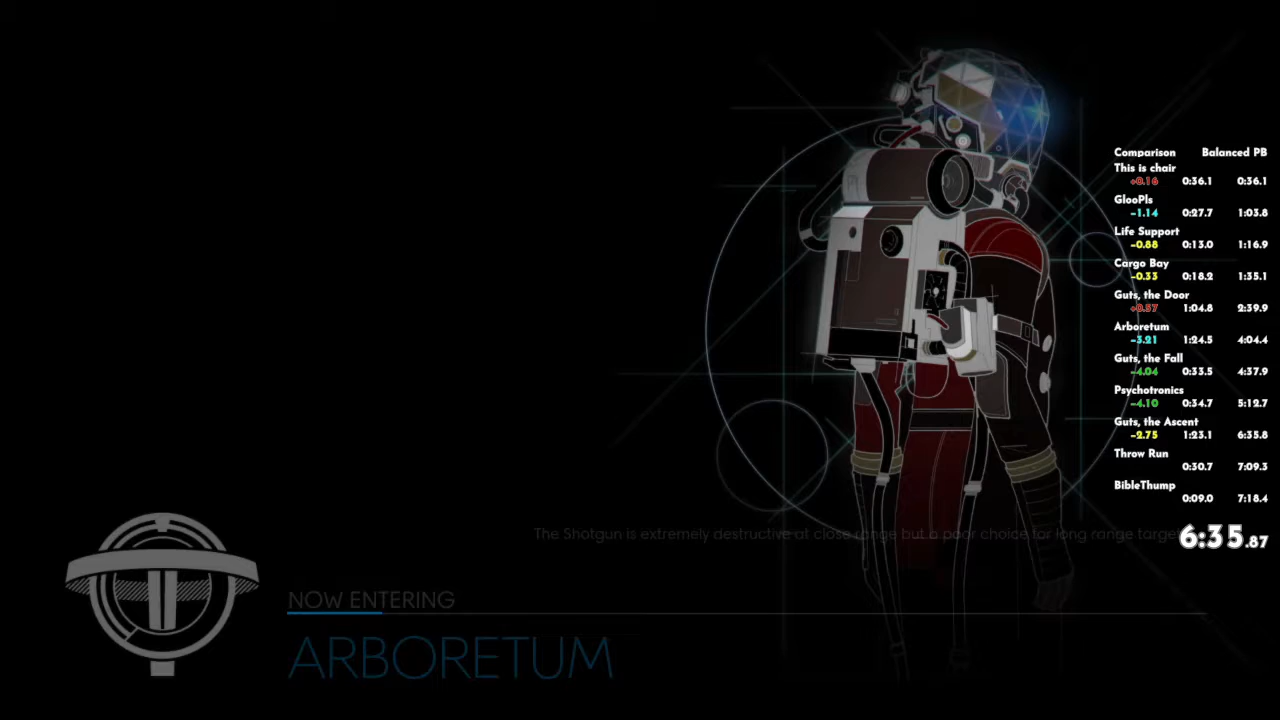 Comparison Balanced PB
This is chair
+0.16 0:36.1 0:36.1
GlooPls
-1.14 0:27.7 1:03.8
Life Support
-0.88 0:13.0 1:16.9
Cargo Bay
-0.33 0:18.2 1:35.1
Guts, the Door
+0.57 1:04.8 2:39.9
Arboretum
-3.21 1:24.5 4:04.4
Guts, the Fall
-4.04 0:33.5 4:37.9
Psychotronics
-4.10 0:34.7 5:12.7
Guts, the Ascent
-2.75 1:23.1 6:35.8
Throw Run
0:30.7 7:09.3
BibleThump
0:09.0 7:18.4
The Shotgun is extremely destructive at close range but a poor choice for long range targe
6:35.87
NOW ENTERING
ARBORETUM